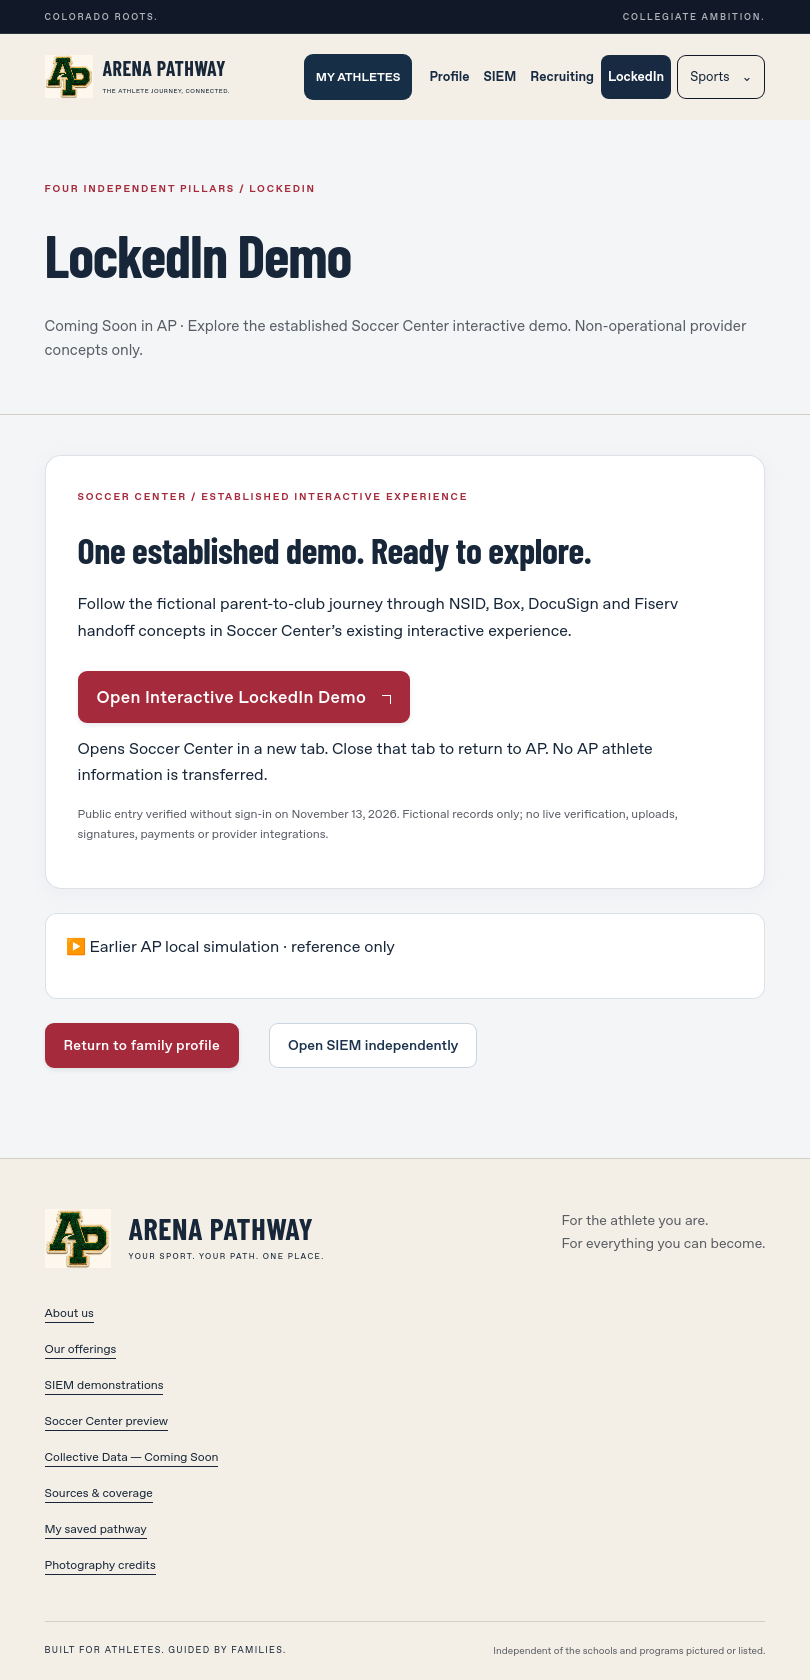 COLORADO ROOTS.
COLLEGIATE AMBITION.
AP
ARENA PATHWAY
THE ATHLETE JOURNEY, CONNECTED.
MY ATHLETES
Profile
SIEM
Recruiting
LockedIn
Sports
FOUR INDEPENDENT PILLARS / LOCKEDIN
LockedIn Demo
Coming Soon in AP · Explore the established Soccer Center interactive demo. Non-operational provider
concepts only.
SOCCER CENTER / ESTABLISHED INTERACTIVE EXPERIENCE
One established demo. Ready to explore.
Follow the fictional parent-to-club journey through NSID, Box, DocuSign and Fiserv
handoff concepts in Soccer Center’s existing interactive experience.
Open Interactive LockedIn Demo
Opens Soccer Center in a new tab. Close that tab to return to AP. No AP athlete
information is transferred.
Public entry verified without sign-in on November 13, 2026. Fictional records only; no live verification, uploads,
signatures, payments or provider integrations.
Earlier AP local simulation · reference only
Return to family profile
Open SIEM independently
AP
ARENA PATHWAY
YOUR SPORT. YOUR PATH. ONE PLACE.
For the athlete you are.
For everything you can become.
About us
Our offerings
SIEM demonstrations
Soccer Center preview
Collective Data — Coming Soon
Sources & coverage
My saved pathway
Photography credits
BUILT FOR ATHLETES. GUIDED BY FAMILIES.
Independent of the schools and programs pictured or listed.